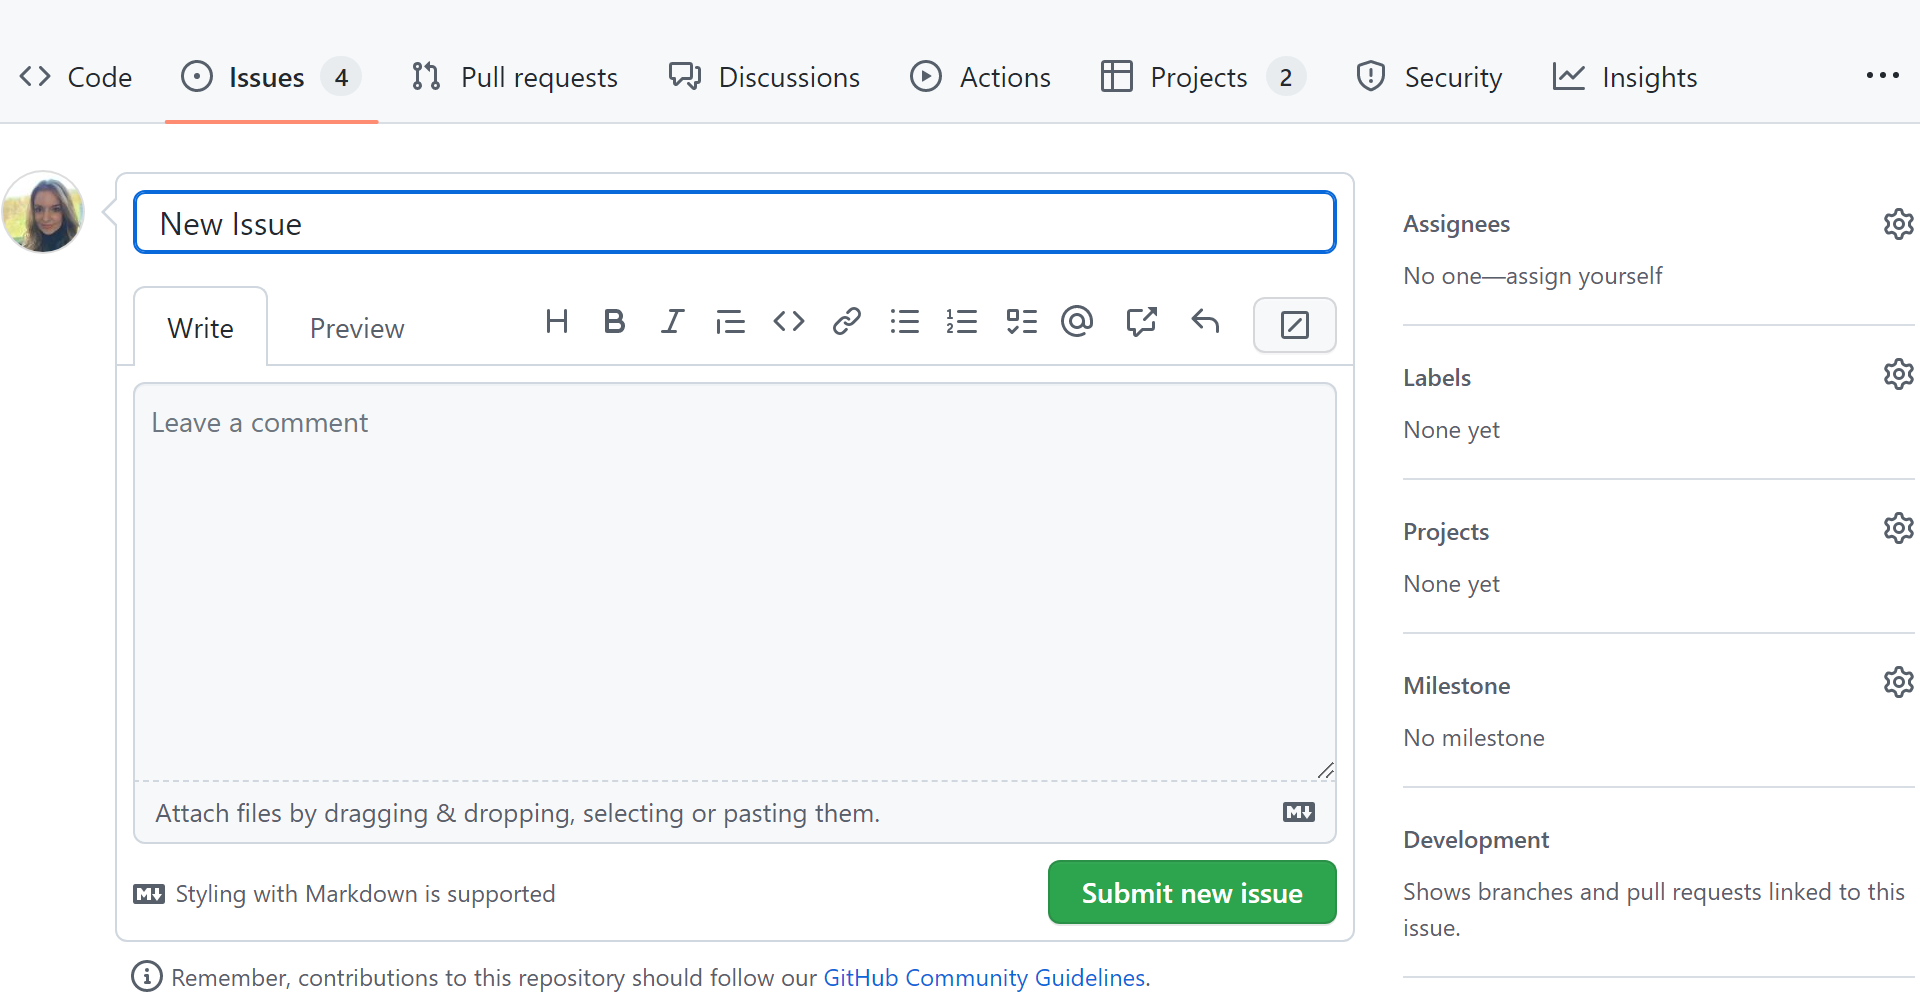 Code Issues 4 Pull requests Discussions Actions Projects 2 Security Insights
New Issue
Write Preview
Leave a comment
Attach files by dragging & dropping, selecting or pasting them.
Styling with Markdown is supported
Submit new issue
Remember, contributions to this repository should follow our GitHub Community Guidelines.
Assignees
No one—assign yourself
Labels
None yet
Projects
None yet
Milestone
No milestone
Development
Shows branches and pull requests linked to this
issue.